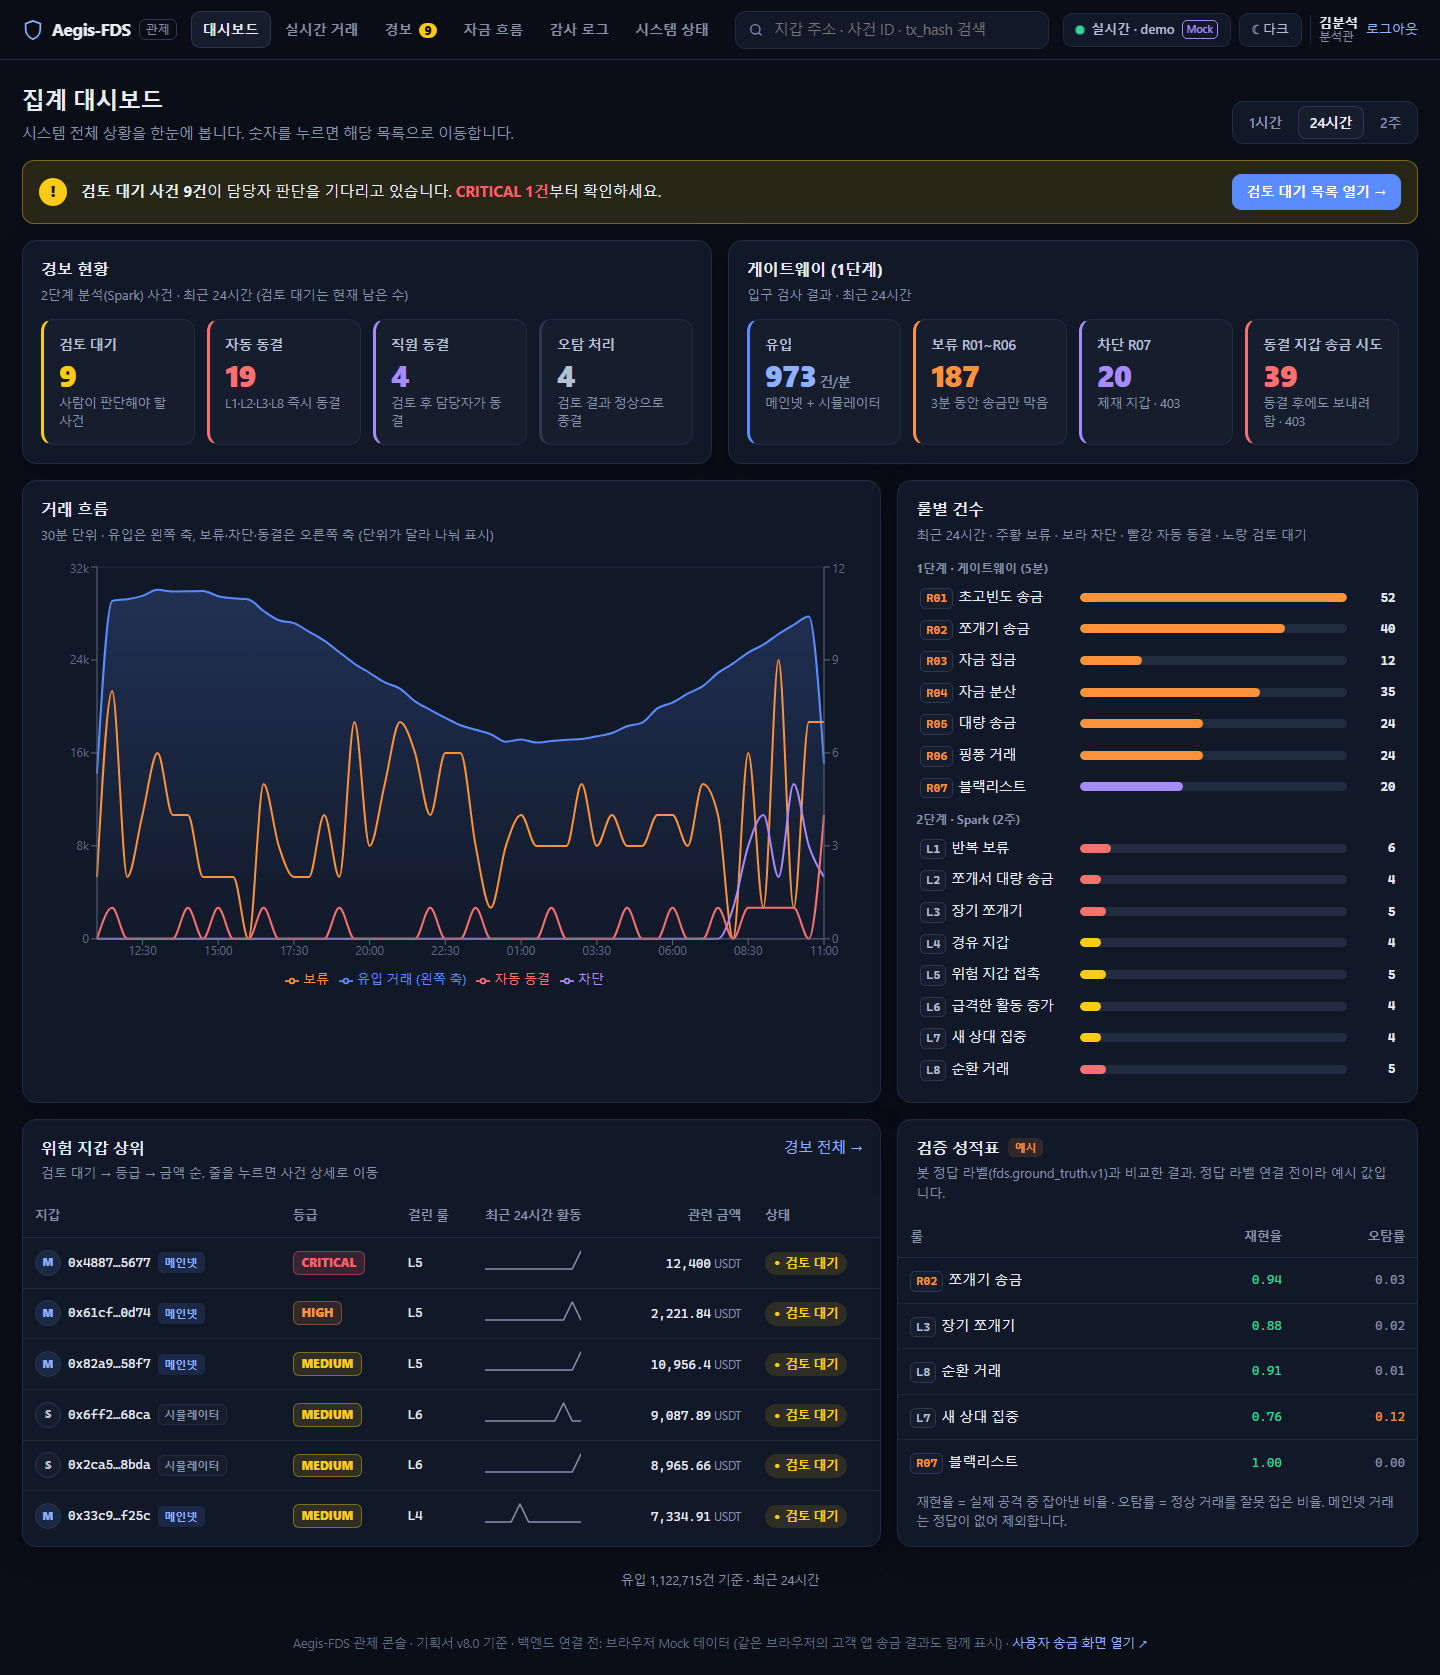 Aegis-FDS 관제 대시보드 실시간 거래 경보 9 자금 흐름 감사 로그 시스템 상태 지갑 주소 · 사건 ID · tx_hash 검색 실시간 · demo Mock ☾ 다크 김분석 로그아웃
분석관
집계 대시보드
시스템 전체 상황을 한눈에 봅니다. 숫자를 누르면 해당 목록으로 이동합니다.
1시간 24시간 2주
! 검토 대기 사건 9건이 담당자 판단을 기다리고 있습니다. CRITICAL 1건부터 확인하세요. 검토 대기 목록 열기 →
경보 현황
2단계 분석(Spark) 사건 · 최근 24시간 (검토 대기는 현재 남은 수)
검토 대기
9
사람이 판단해야 할
사건
자동 동결
19
L1·L2·L3·L8 즉시 동결
직원 동결
4
검토 후 담당자가 동
결
오탐 처리
4
검토 결과 정상으로
종결
게이트웨이 (1단계)
입구 검사 결과 · 최근 24시간
유입
973 건/분
메인넷 + 시뮬레이터
보류 R01~R06
187
3분 동안 송금만 막음
차단 R07
20
제재 지갑 · 403
동결 지갑 송금 시도
39
동결 후에도 보내려
함 · 403
거래 흐름
30분 단위 · 유입은 왼쪽 축, 보류·차단·동결은 오른쪽 축 (단위가 달라 나눠 표시)
32k 12
24k 9
16k 6
8k 3
0 0
12:30 15:00 17:30 20:00 22:30 01:00 03:30 06:00 08:30 11:00
보류 유입 거래 (왼쪽 축) 자동 동결 차단
룰별 건수
최근 24시간 · 주황 보류 · 보라 차단 · 빨강 자동 동결 · 노랑 검토 대기
1단계 · 게이트웨이 (5분)
R01 초고빈도 송금 52
R02 쪼개기 송금 40
R03 자금 집금 12
R04 자금 분산 35
R05 대량 송금 24
R06 핑퐁 거래 24
R07 블랙리스트 20
2단계 · Spark (2주)
L1 반복 보류 6
L2 쪼개서 대량 송금 4
L3 장기 쪼개기 5
L4 경유 지갑 4
L5 위험 지갑 접촉 5
L6 급격한 활동 증가 4
L7 새 상대 집중 4
L8 순환 거래 5
위험 지갑 상위 경보 전체 →
검토 대기 → 등급 → 금액 순. 줄을 누르면 사건 상세로 이동
지갑 등급 걸린 룰 최근 24시간 활동 관련 금액 상태
M 0x4887…5677 메인넷 CRITICAL L5 12,400 USDT • 검토 대기
M 0x61cf…0d74 메인넷 HIGH L5 2,221.84 USDT • 검토 대기
M 0x82a9…58f7 메인넷 MEDIUM L5 10,956.4 USDT • 검토 대기
S 0x6ff2…68ca 시뮬레이터 MEDIUM L6 9,087.89 USDT • 검토 대기
S 0x2ca5…8bda 시뮬레이터 MEDIUM L6 8,965.66 USDT • 검토 대기
M 0x33c9…f25c 메인넷 MEDIUM L4 7,334.91 USDT • 검토 대기
검증 성적표 예시
봇 정답 라벨(fds.ground_truth.v1)과 비교한 결과. 정답 라벨 연결 전이라 예시 값입
니다.
룰 재현율 오탐률
R02 쪼개기 송금 0.94 0.03
L3 장기 쪼개기 0.88 0.02
L8 순환 거래 0.91 0.01
L7 새 상대 집중 0.76 0.12
R07 블랙리스트 1.00 0.00
재현율 = 실제 공격 중 잡아낸 비율 · 오탐률 = 정상 거래를 잘못 잡은 비율. 메인넷 거래
는 정답이 없어 제외합니다.
유입 1,122,715건 기준 · 최근 24시간
Aegis-FDS 관제 콘솔 · 기획서 v8.0 기준 · 백엔드 연결 전: 브라우저 Mock 데이터 (같은 브라우저의 고객 앱 송금 결과도 함께 표시) · 사용자 송금 화면 열기 ↗